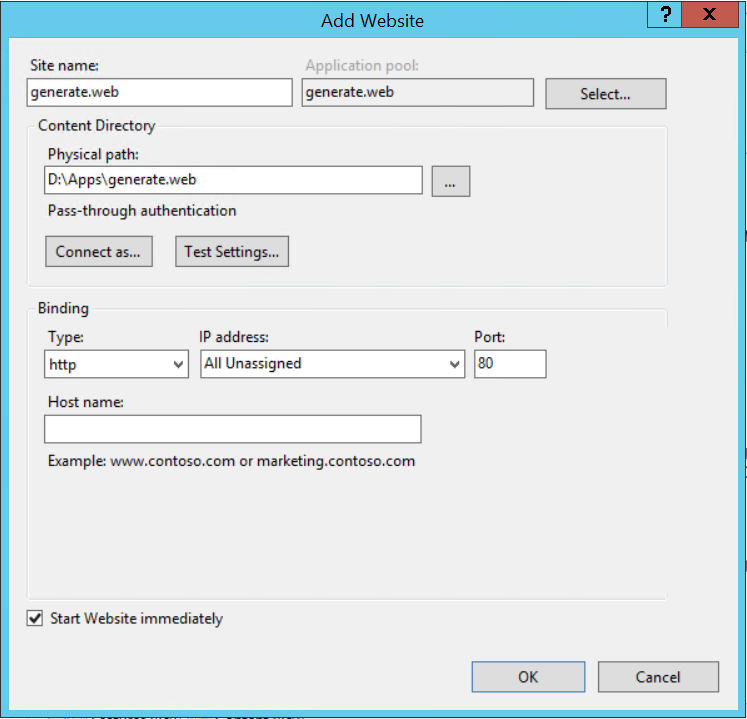 Add Website
? X
Site name:
Application pool:
generate.web
generate.web
Select...
Content Directory
Physical path:
D:\Apps\generate.web
...
Pass-through authentication
Connect as...
Test Settings...
Binding
Type:
IP address:
Port:
http
All Unassigned
80
Host name:
Example: www.contoso.com or marketing.contoso.com
Start Website immediately
OK
Cancel